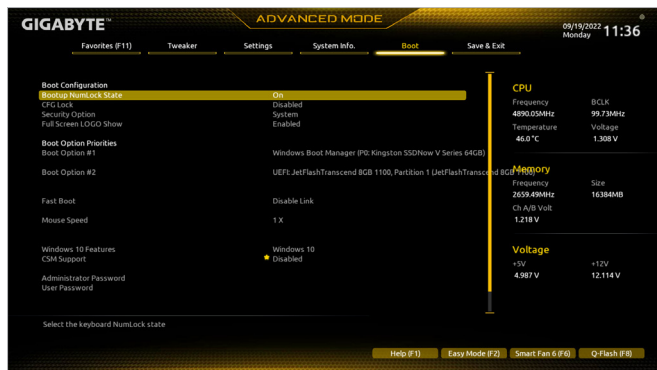 GIGABYTE™
ADVANCED MODE
09/19/2022 Monday 11:36
Favorites (F11) Tweaker Settings System Info. Boot Save & Exit
Boot Configuration
Bootup NumLock State On
CFG Lock Disabled
Security Option System
Full Screen LOGO Show Enabled
Boot Option Priorities
Boot Option #1 Windows Boot Manager (P0: Kingston SSDNow V Series 64GB)
Boot Option #2 UEFI: JetFlashTranscend 8GB 1100, Partition 1 (JetFlashTranscend 8GB 1100)
Fast Boot Disable Link
Mouse Speed 1 X
Windows 10 Features Windows 10
CSM Support Disabled
Administrator Password
User Password
CPU
Frequency BCLK
4890.05MHz 99.73MHz
Temperature Voltage
46.0 °C 1.308 V
Memory
Frequency Size
2659.49MHz 16384MB
Ch A/B Volt
1.218 V
Voltage
+5V +12V
4.987 V 12.114 V
Select the keyboard NumLock state
Help (F1) Easy Mode (F2) Smart Fan 6 (F6) Q-Flash (F8)